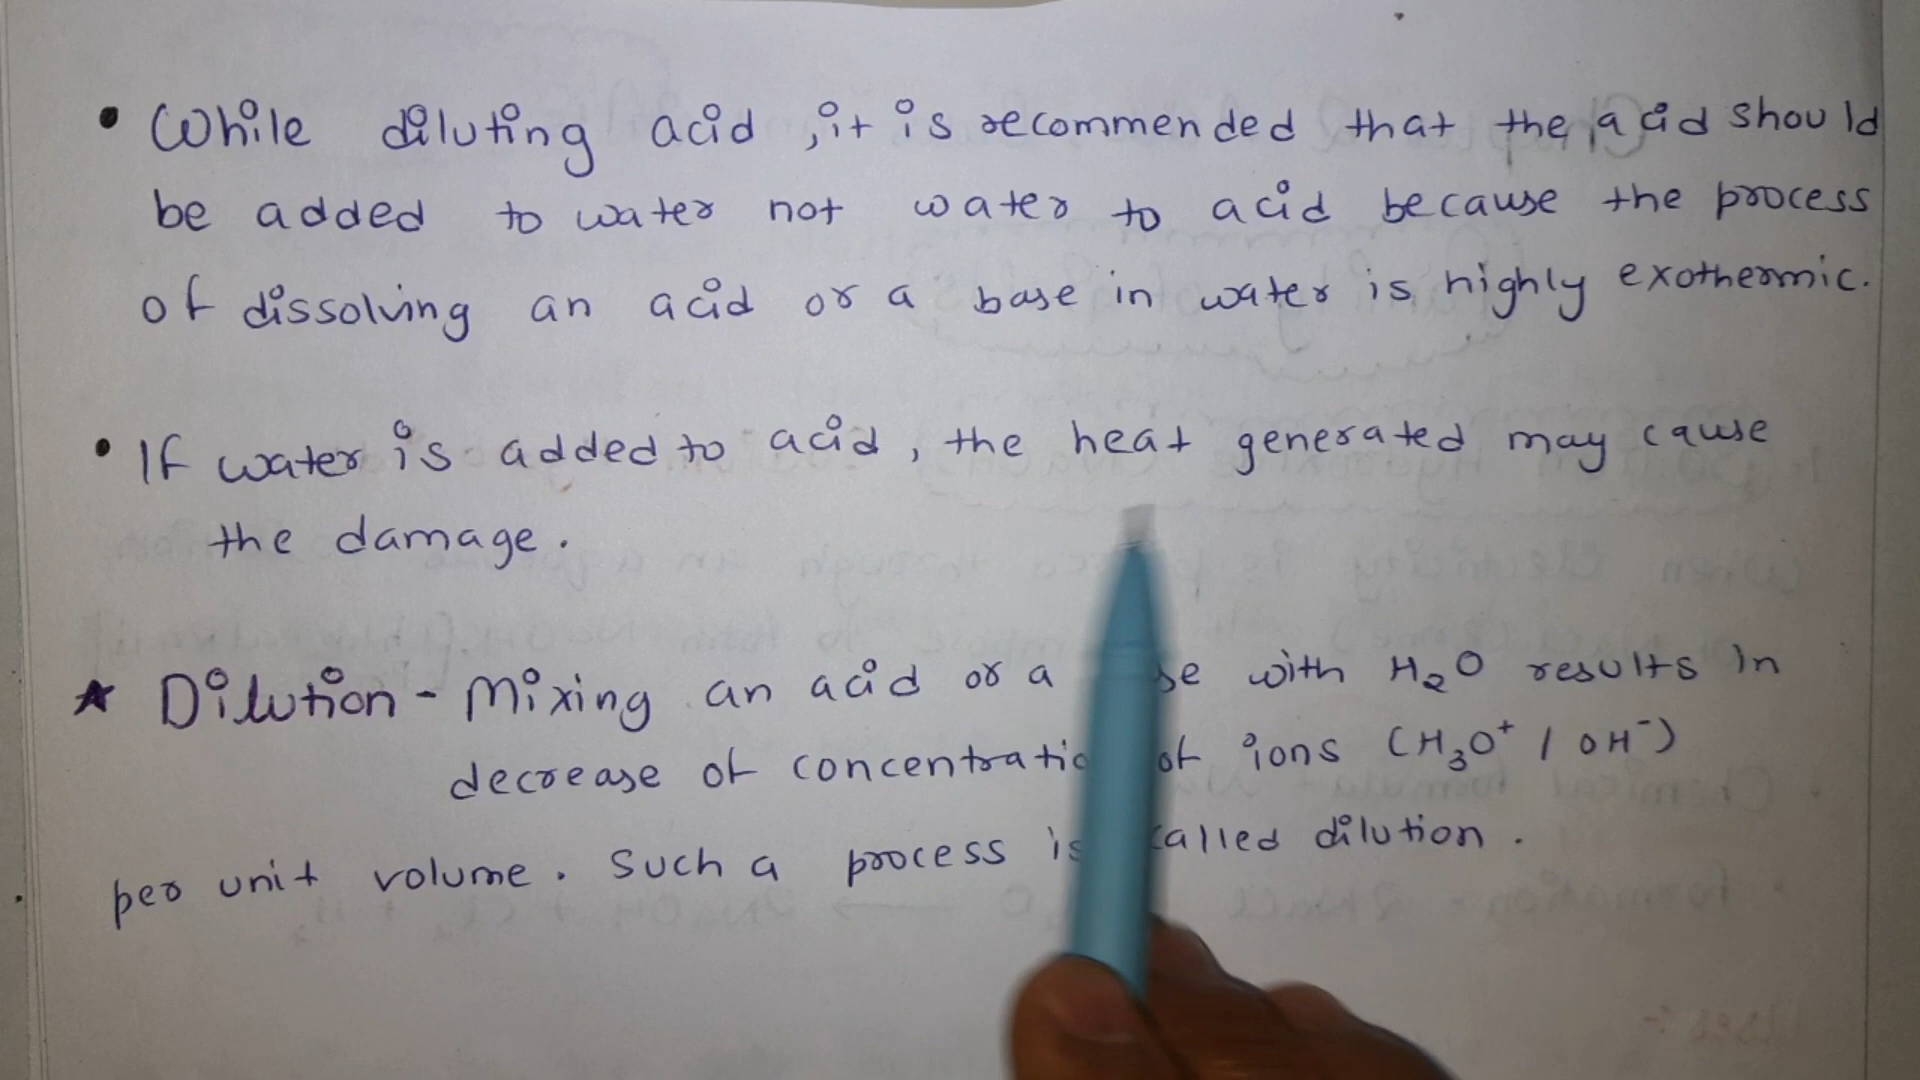 • While diluting acid, it is recommended that the acid should
be added to water not water to acid because the process
of dissolving an acid or a base in water is highly exothermic.
• If water is added to acid, the heat generated may cause
the damage.
★ Dilution - Mixing an acid or a with H₂O results in
decrease of concentratio of ions (H₃O⁺ / OH⁻)
per unit volume. Such a process is called dilution.